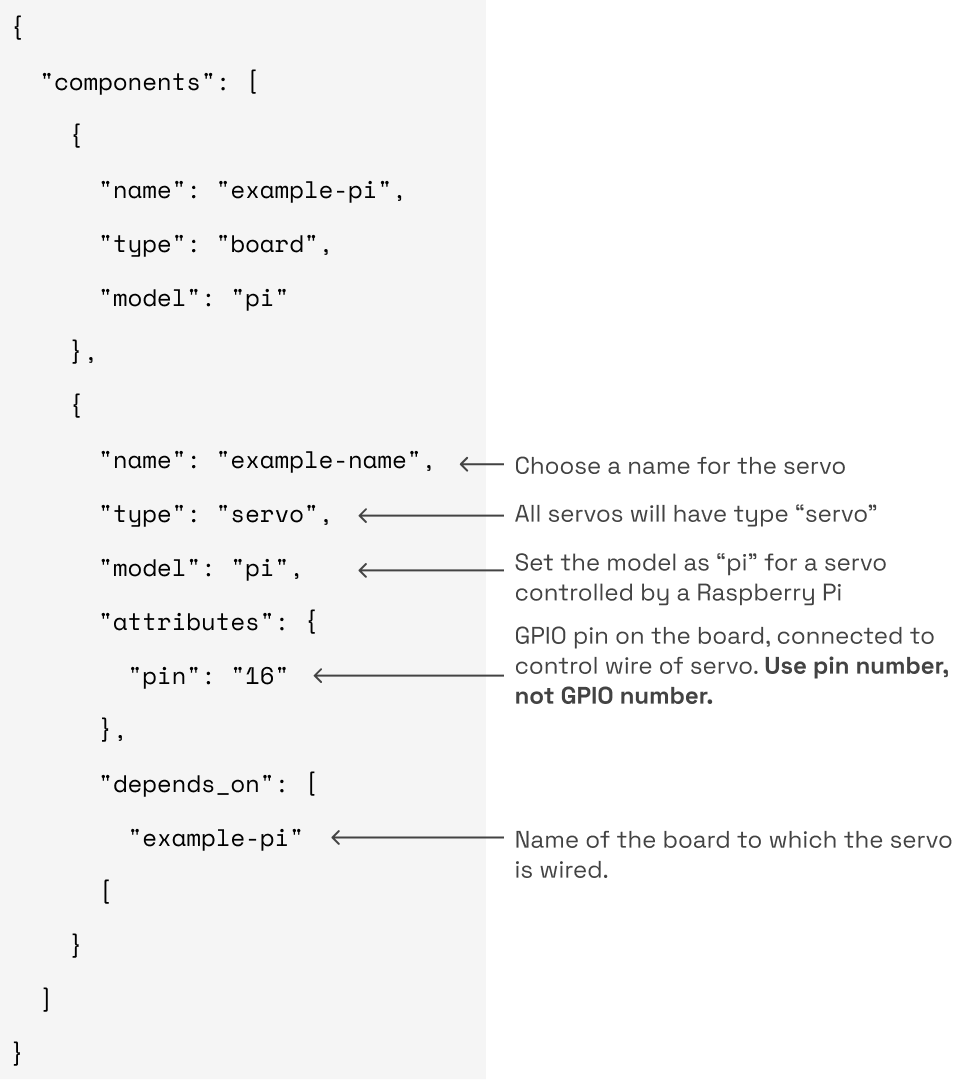 {
"components": [
{
"name": "example-pi",
"type": "board",
"model": "pi"
},
{
"name": "example-name",
Choose a name for the servo
"type": "servo",
All servos will have type “servo”
"model": "pi",
Set the model as “pi” for a servo
controlled by a Raspberry Pi
"attributes": {
"pin": "16"
GPIO pin on the board, connected to
control wire of servo. Use pin number,
not GPIO number.
},
"depends_on": [
"example-pi"
Name of the board to which the servo
is wired.
[
}
]
}